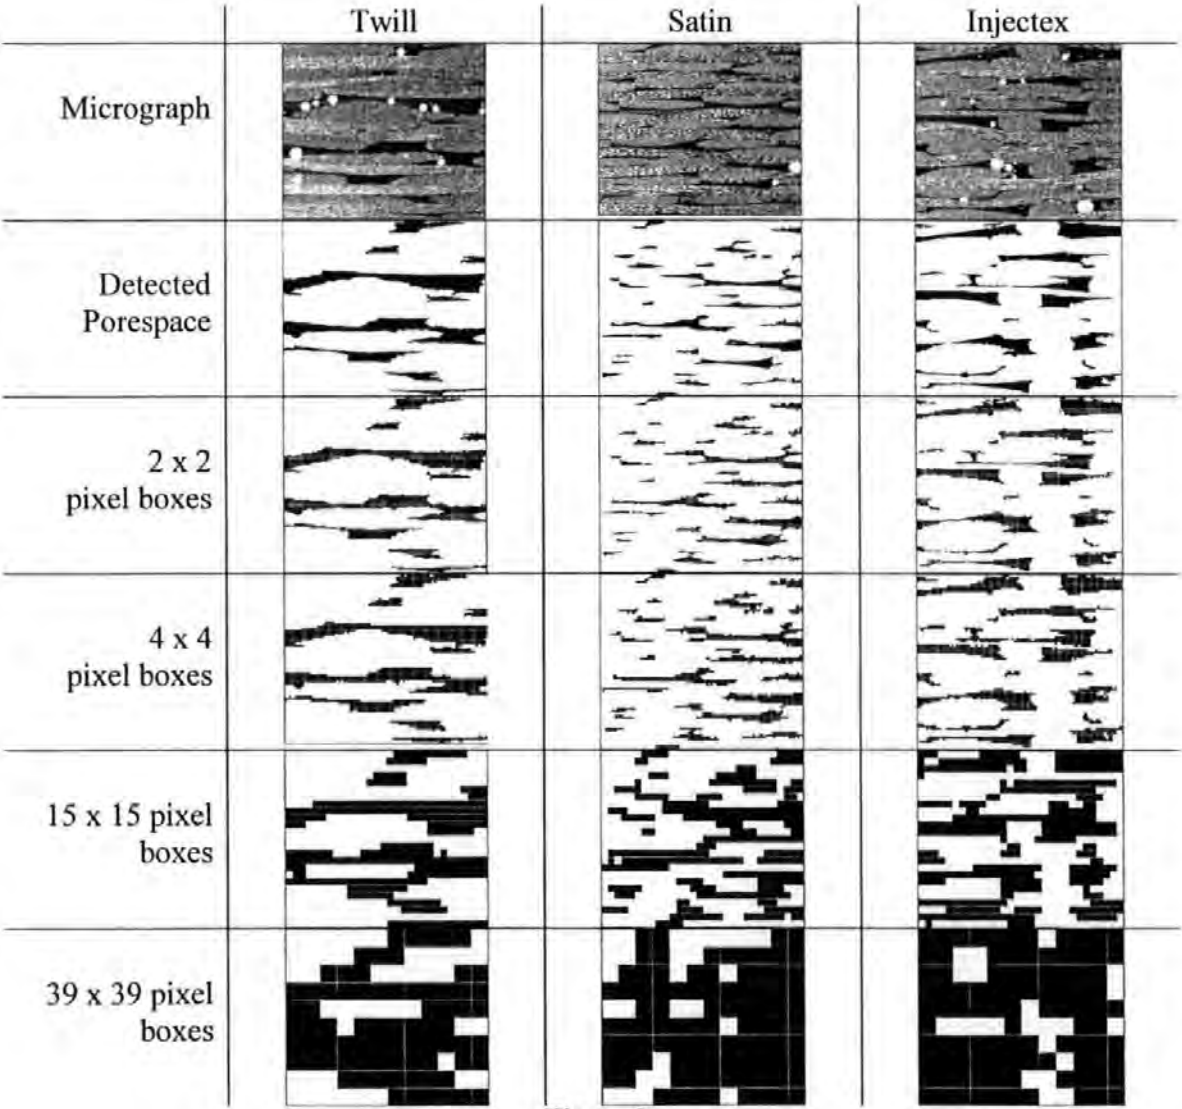 Twill Satin Injectex
Micrograph
Detected
Porespace
2 x 2
pixel boxes
4 x 4
pixel boxes
15 x 15 pixel
boxes
39 x 39 pixel
boxes